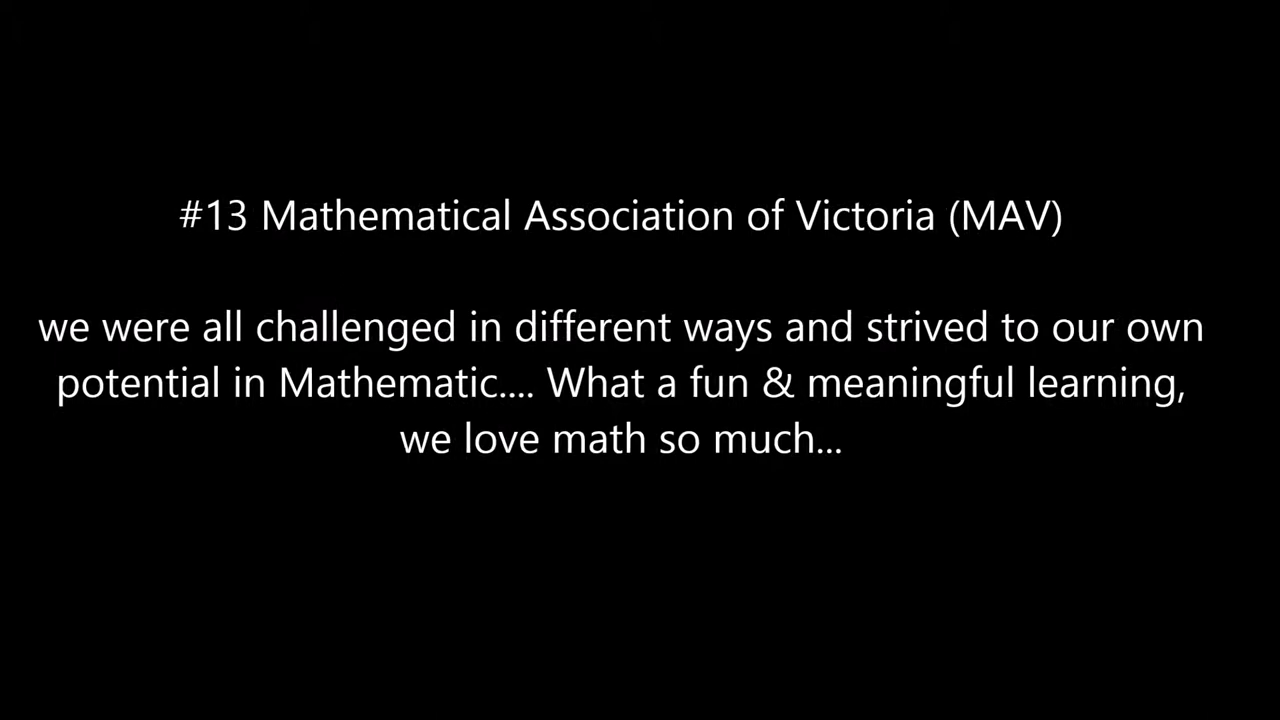 #13 Mathematical Association of Victoria (MAV)
we were all challenged in different ways and strived to our own
potential in Mathematic.... What a fun & meaningful learning,
we love math so much...